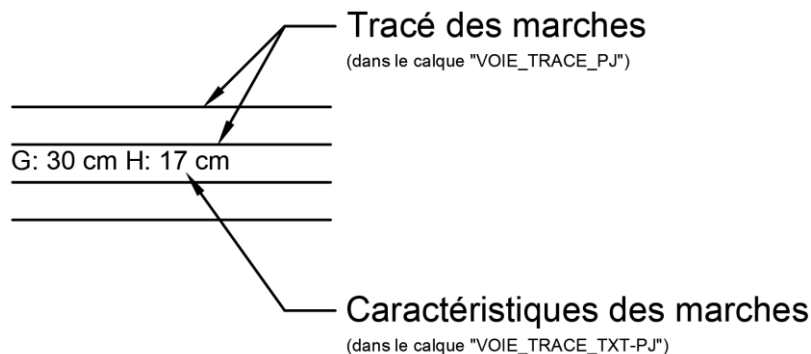 Tracé des marches
(dans le calque "VOIE_TRACE_PJ")
G: 30 cm H: 17 cm
Caractéristiques des marches
(dans le calque "VOIE_TRACE_TXT-PJ")